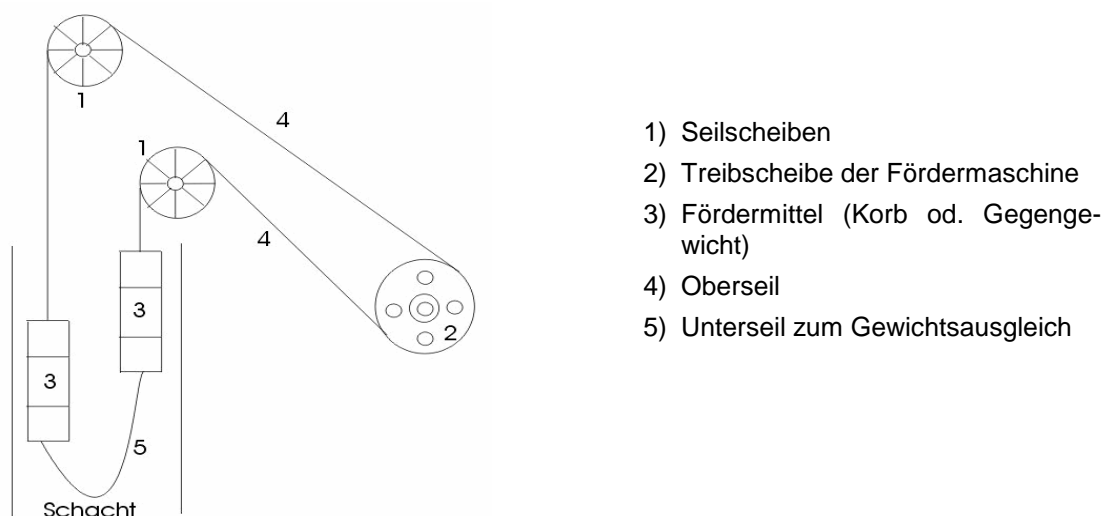 1
4
1
4
3
3
2
5
Schacht
1) Seilscheiben
2) Treibscheibe der Fördermaschine
3) Fördermittel (Korb od. Gegenge-
wicht)
4) Oberseil
5) Unterseil zum Gewichtsausgleich